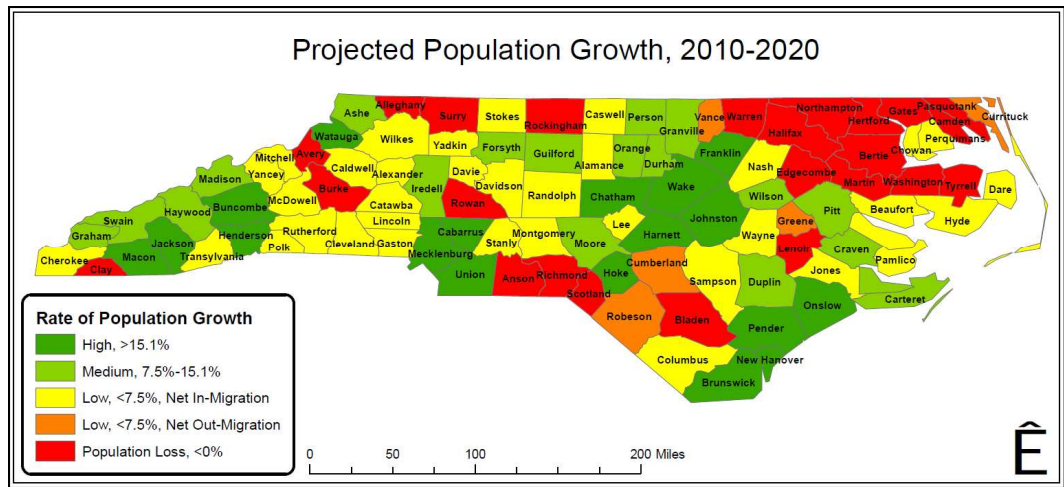 Projected Population Growth, 2010-2020
Ashe
Alleghany
Surry
Stokes
Rockingham
Caswell
Person
Granville
Vance
Warren
Northampton
Gates
Pasquotank
Currituck
Camden
Hertford
Halifax
Perquimans
Chowan
Watauga
Wilkes
Yadkin
Forsyth
Guilford
Alamance
Orange
Durham
Franklin
Nash
Bertie
Avery
Mitchell
Yancey
Caldwell
Alexander
Davie
Iredell
Davidson
Randolph
Chatham
Wake
Edgecombe
Martin
Washington
Tyrrell
Dare
Madison
Burke
McDowell
Catawba
Rowan
Johnston
Wilson
Pitt
Beaufort
Hyde
Swain
Haywood
Buncombe
Lincoln
Rutherford
Cabarrus
Lee
Harnett
Greene
Wayne
Graham
Jackson
Henderson
Polk
Cleveland
Gaston
Stanly
Montgomery
Moore
Lenoir
Craven
Pamlico
Cherokee
Macon
Transylvania
Mecklenburg
Clay
Union
Anson
Richmond
Hoke
Cumberland
Sampson
Duplin
Jones
Scotland
Onslow
Carteret
Robeson
Bladen
Pender
Columbus
New Hanover
Brunswick
Rate of Population Growth
High, >15.1%
Medium, 7.5%-15.1%
Low, <7.5%, Net In-Migration
Low, <7.5%, Net Out-Migration
Population Loss, <0%
0 50 100 200 Miles
Ê